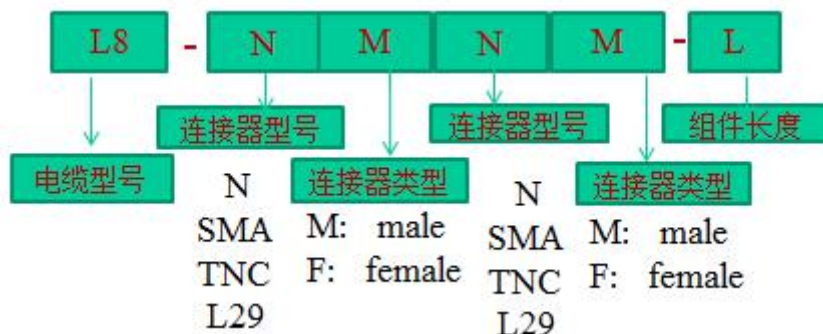 L8 - N M N M - L
连接器型号 连接器型号 组件长度
电缆型号 连接器类型 连接器类型
N N
SMA M: male SMA M: male
TNC F: female TNC F: female
L29 L29